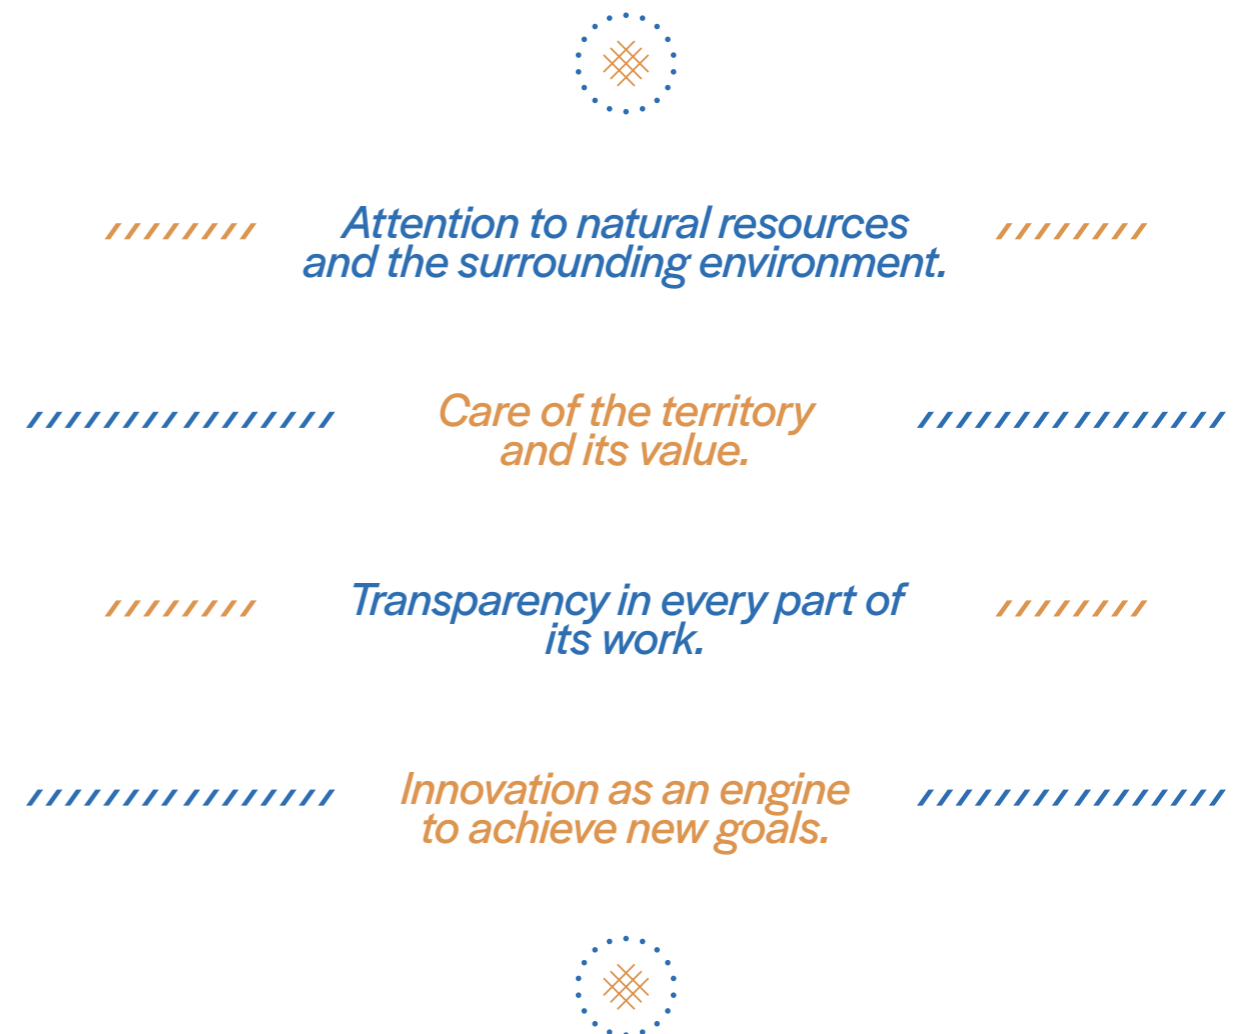 Attention to natural resources
and the surrounding environment.
Care of the territory
and its value.
Transparency in every part of
its work.
Innovation as an engine
to achieve new goals.